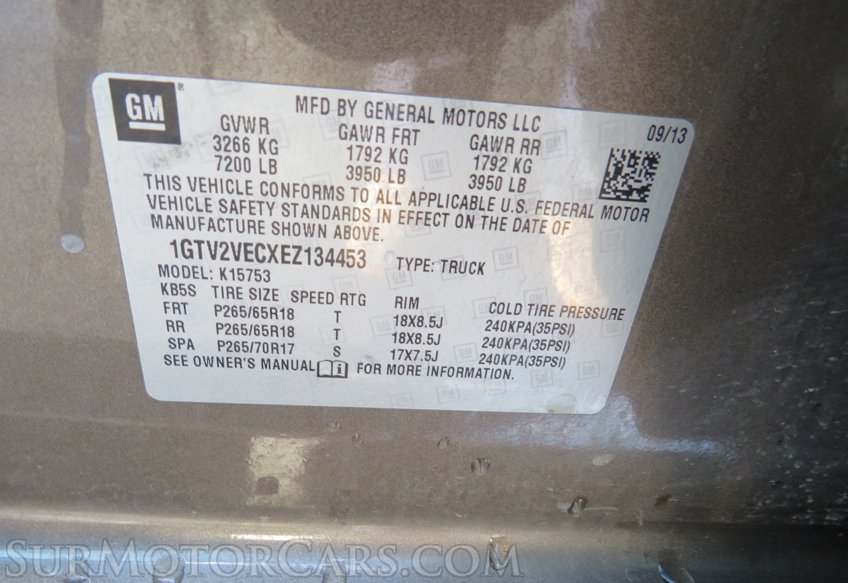 GM ®
MFD BY GENERAL MOTORS LLC
09/13
GVWR GAWR FRT GAWR RR
3266 KG 1792 KG 1792 KG
7200 LB 3950 LB 3950 LB
THIS VEHICLE CONFORMS TO ALL APPLICABLE U.S. FEDERAL MOTOR
VEHICLE SAFETY STANDARDS IN EFFECT ON THE DATE OF
MANUFACTURE SHOWN ABOVE.
1GTV2VECXEZ134453 TYPE: TRUCK
MODEL: K15753
KB5S TIRE SIZE SPEED RTG RIM COLD TIRE PRESSURE
FRT P265/65R18 T 18X8.5J 240KPA(35PSI)
RR P265/65R18 T 18X8.5J 240KPA(35PSI)
SPA P265/70R17 S 17X7.5J 240KPA(35PSI)
SEE OWNER'S MANUAL i FOR MORE INFORMATION.
SURMOTORCARS.COM